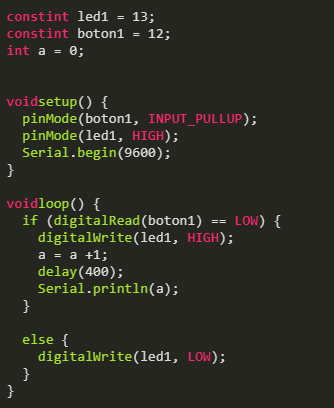 constint led1 = 13;
constint boton1 = 12;
int a = 0;
voidsetup() {
pinMode(boton1, INPUT_PULLUP);
pinMode(led1, HIGH);
Serial.begin(9600);
}
voidloop() {
if (digitalRead(boton1) == LOW) {
digitalWrite(led1, HIGH);
a = a +1;
delay(400);
Serial.println(a);
}
else {
digitalWrite(led1, LOW);
}
}